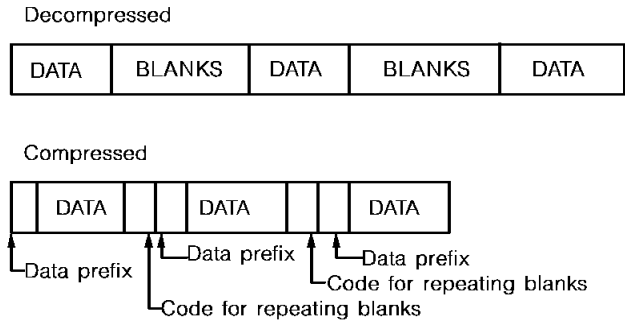 Decompressed
DATA BLANKS DATA BLANKS DATA
Compressed
DATA DATA DATA
Data prefix Data prefix Data prefix
Code for repeating blanks
Code for repeating blanks